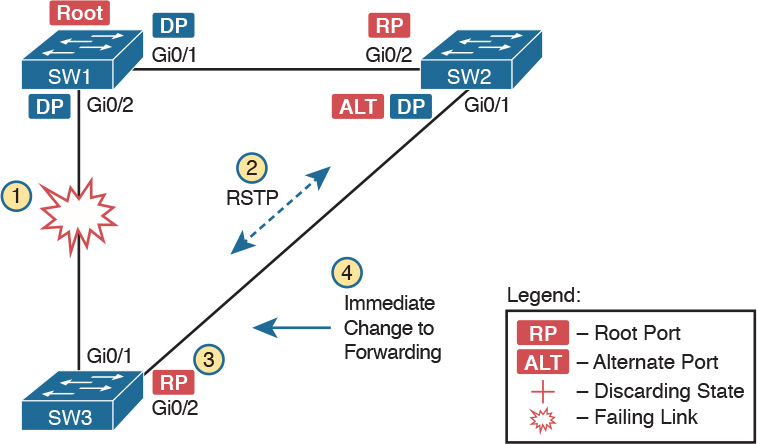 Root
DP
Gi0/1
SW1
DP
Gi0/2
RP
Gi0/2
SW2
ALT DP
Gi0/1
1
2
RSTP
4
Immediate
Change to
Forwarding
Gi0/1
3
RP
Gi0/2
SW3
Legend:
RP – Root Port
ALT – Alternate Port
– Discarding State
– Failing Link